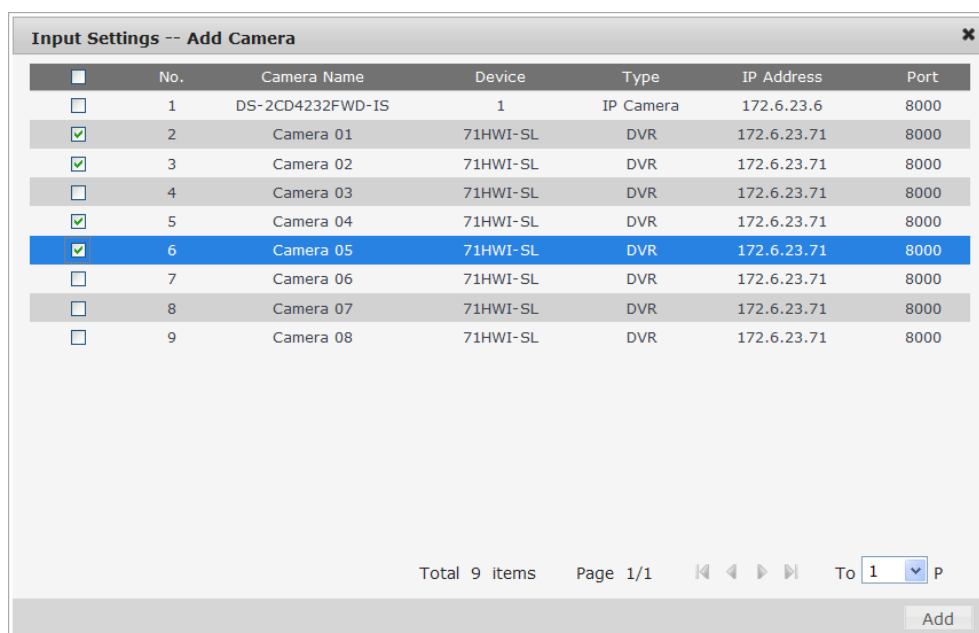 Input Settings -- Add Camera
No. Camera Name Device Type IP Address Port
1 DS-2CD4232FWD-IS 1 IP Camera 172.6.23.6 8000
2 Camera 01 71HWI-SL DVR 172.6.23.71 8000
3 Camera 02 71HWI-SL DVR 172.6.23.71 8000
4 Camera 03 71HWI-SL DVR 172.6.23.71 8000
5 Camera 04 71HWI-SL DVR 172.6.23.71 8000
6 Camera 05 71HWI-SL DVR 172.6.23.71 8000
7 Camera 06 71HWI-SL DVR 172.6.23.71 8000
8 Camera 07 71HWI-SL DVR 172.6.23.71 8000
9 Camera 08 71HWI-SL DVR 172.6.23.71 8000
Total 9 items Page 1/1 To 1 P
Add